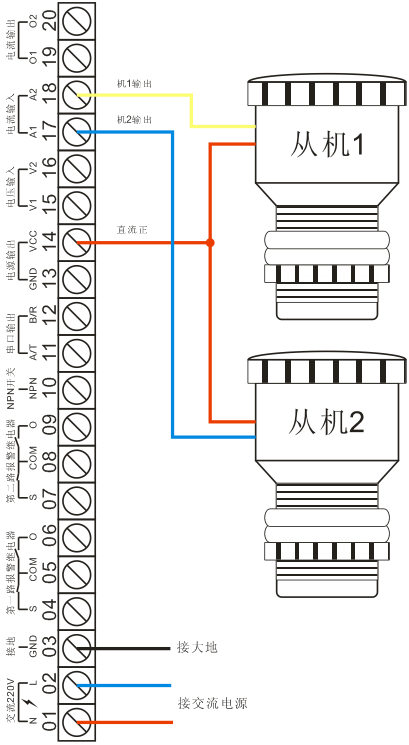 电流输出 O2 20
O1 19
电流输入 A2 18
A1 17
电压输入 V2 16
V1 15
电源输出 VCC 14
GND 13
串口输出 B/R 12
A/T 11
NPN开关 NPN 10
第二路报警继电器 O 09
COM 08
S 07
第一路报警继电器 O 06
COM 05
S 04
接地 GND 03
交流220V L 02
N 01
机1输出
机2输出
直流正
从机1
从机2
接大地
接交流电源